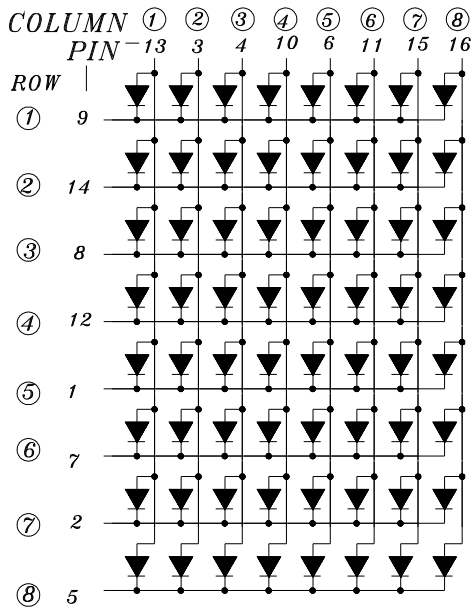 COLUMN ① ② ③ ④ ⑤ ⑥ ⑦ ⑧
PIN 13 3 4 10 6 11 15 16
ROW
① 9
② 14
③ 8
④ 12
⑤ 1
⑥ 7
⑦ 2
⑧ 5